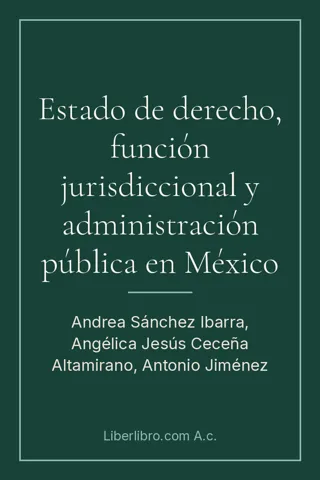 Estado de derecho,
función
jurisdiccional y
administración
pública en México
Andrea Sánchez Ibarra,
Angélica Jesús Ceceña
Altamirano, Antonio Jiménez
Liberlibro.com A.c.